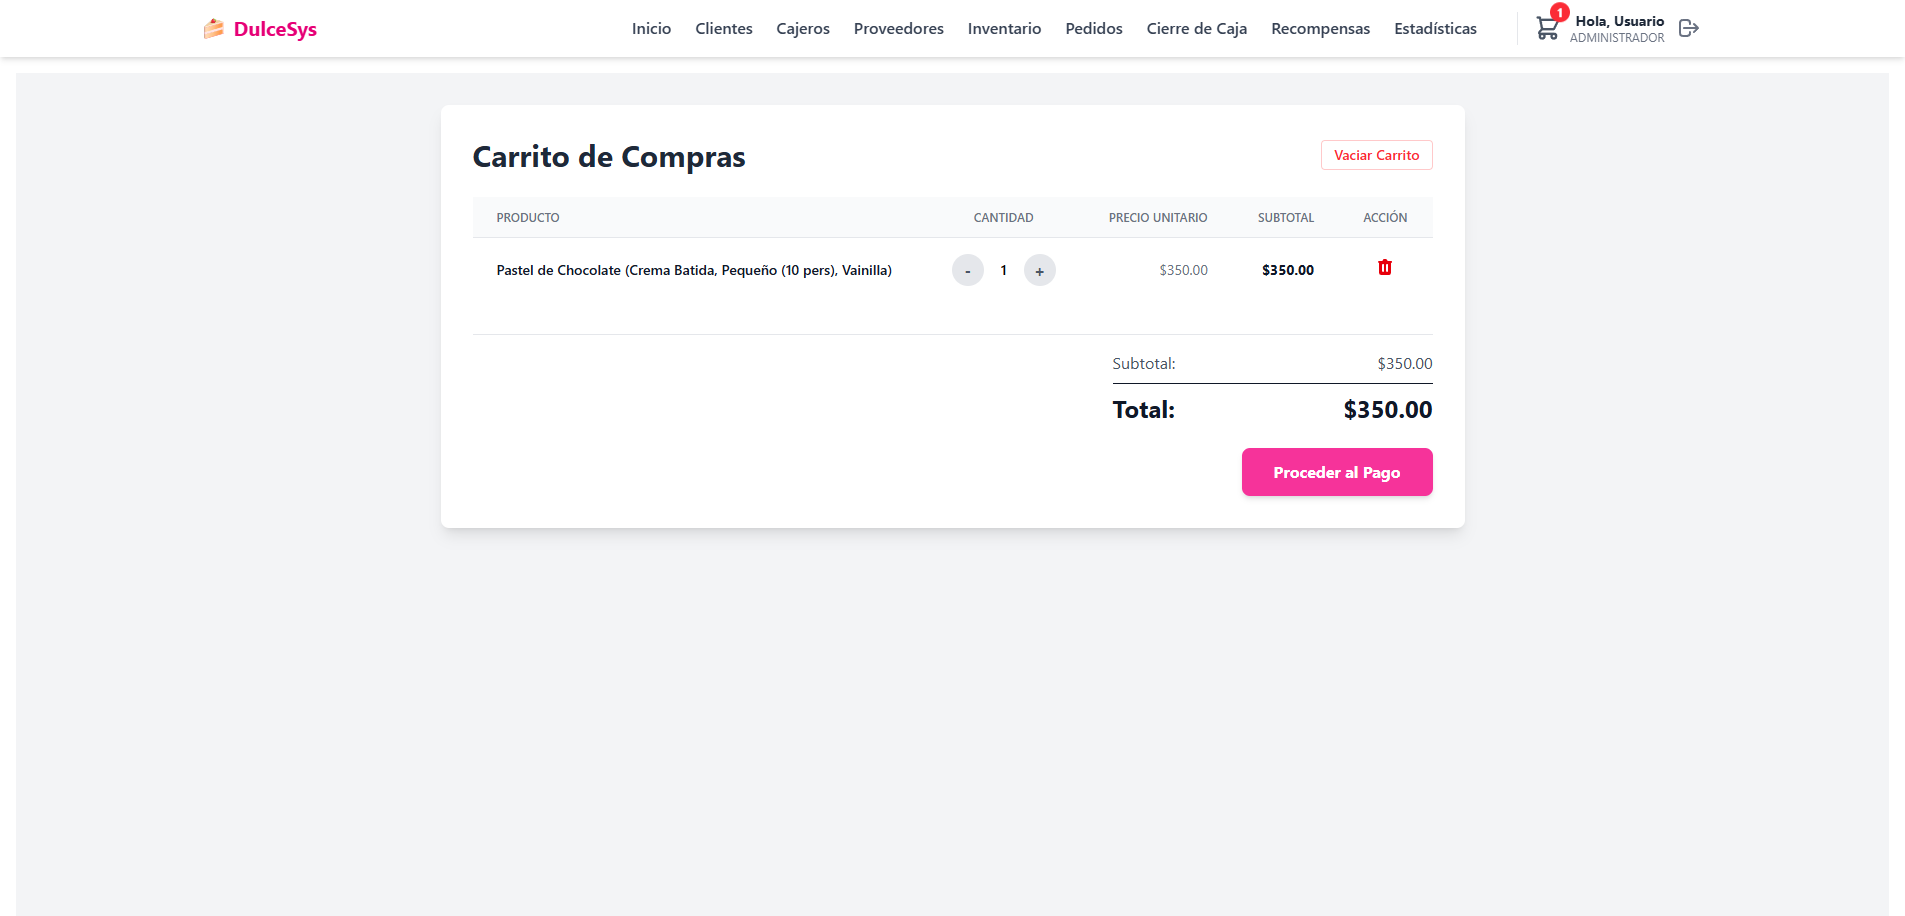 DulceSys
Inicio Clientes Cajeros Proveedores Inventario Pedidos Cierre de Caja Recompensas Estadísticas
1
Hola, Usuario
ADMINISTRADOR
Carrito de Compras
Vaciar Carrito
PRODUCTO CANTIDAD PRECIO UNITARIO SUBTOTAL ACCIÓN
Pastel de Chocolate (Crema Batida, Pequeño (10 pers), Vainilla) - 1 + $350.00 $350.00
Subtotal: $350.00
Total: $350.00
Proceder al Pago